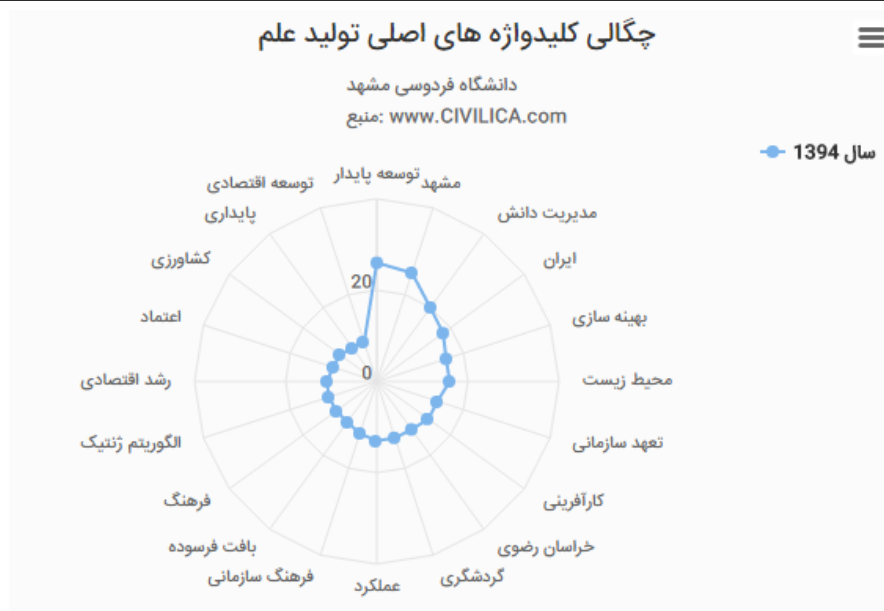 چگالی کلیدواژه های اصلی تولید علم
دانشگاه فردوسی مشهد
منبع: www.CIVILICA.com
سال 1394
توسعه پایدار
مشهد
مدیریت دانش
ایران
بهینه سازی
محیط زیست
تعهد سازمانی
کارآفرینی
خراسان رضوی
گردشگری
عملکرد
فرهنگ سازمانی
بافت فرسوده
فرهنگ
الگوریتم ژنتیک
رشد اقتصادی
اعتماد
کشاورزی
پایداری
توسعه اقتصادی
20
0